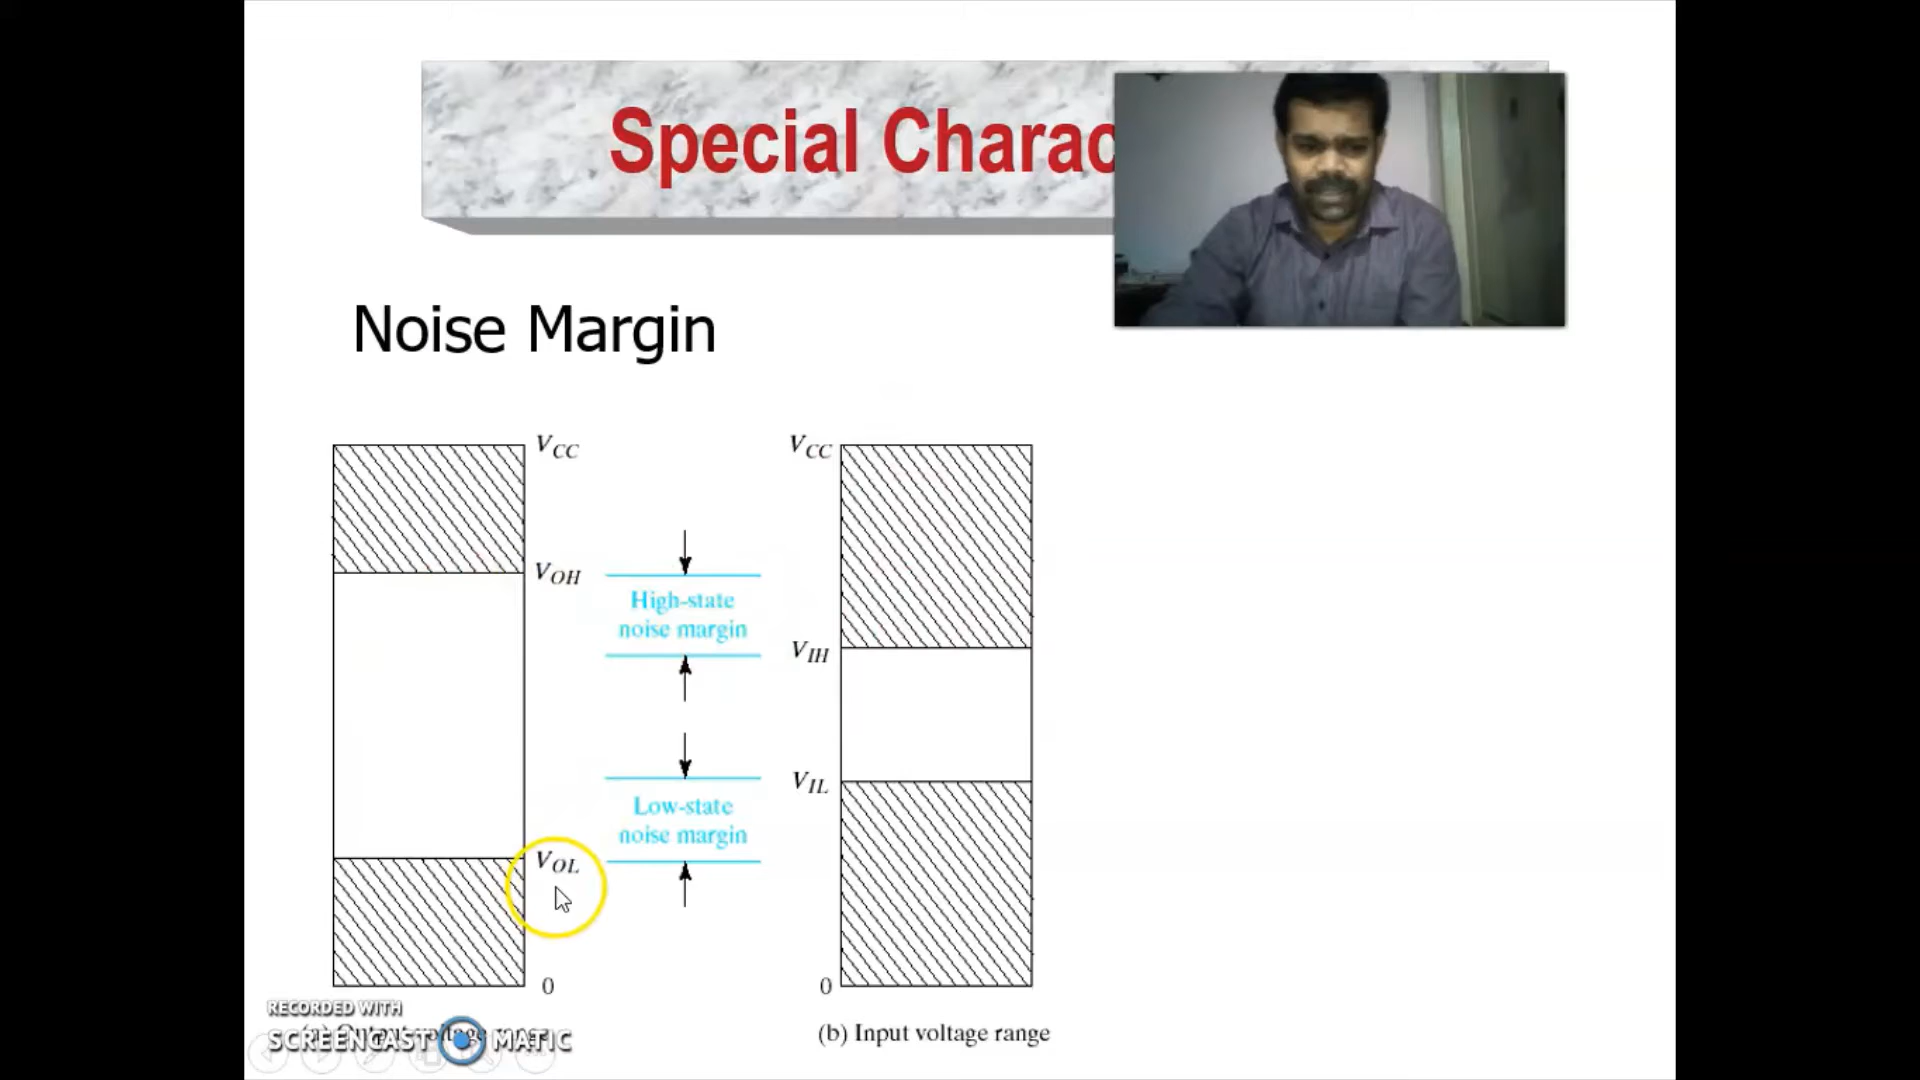 Special Charac
Noise Margin
VCC
VOH
VOL
0
High-state
noise margin
Low-state
noise margin
VCC
VIH
VIL
0
(b) Input voltage range
RECORDED WITH
SCREENCAST MATIC